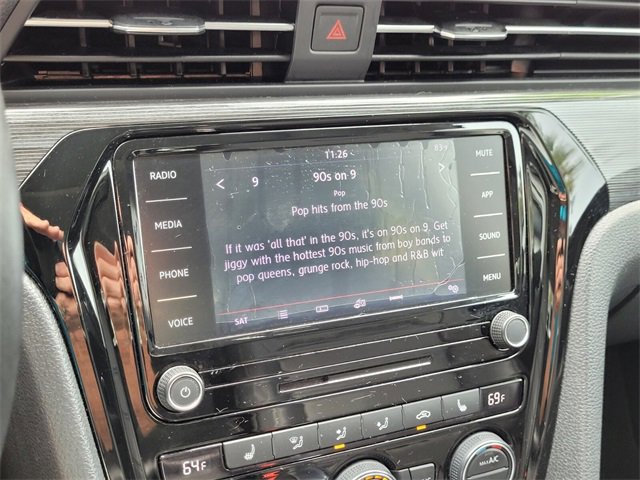 11:26
83°F
RADIO
MUTE
< 9 90s on 9 >
Pop
APP
Pop hits from the 90s
MEDIA
SOUND
If it was 'all that' in the 90s, it's on 90s on 9. Get
jiggy with the hottest 90s music from boy bands to
pop queens, grunge rock, hip-hop and R&B wit
PHONE
MENU
VOICE
SAT
64F
69F
MAX A/C